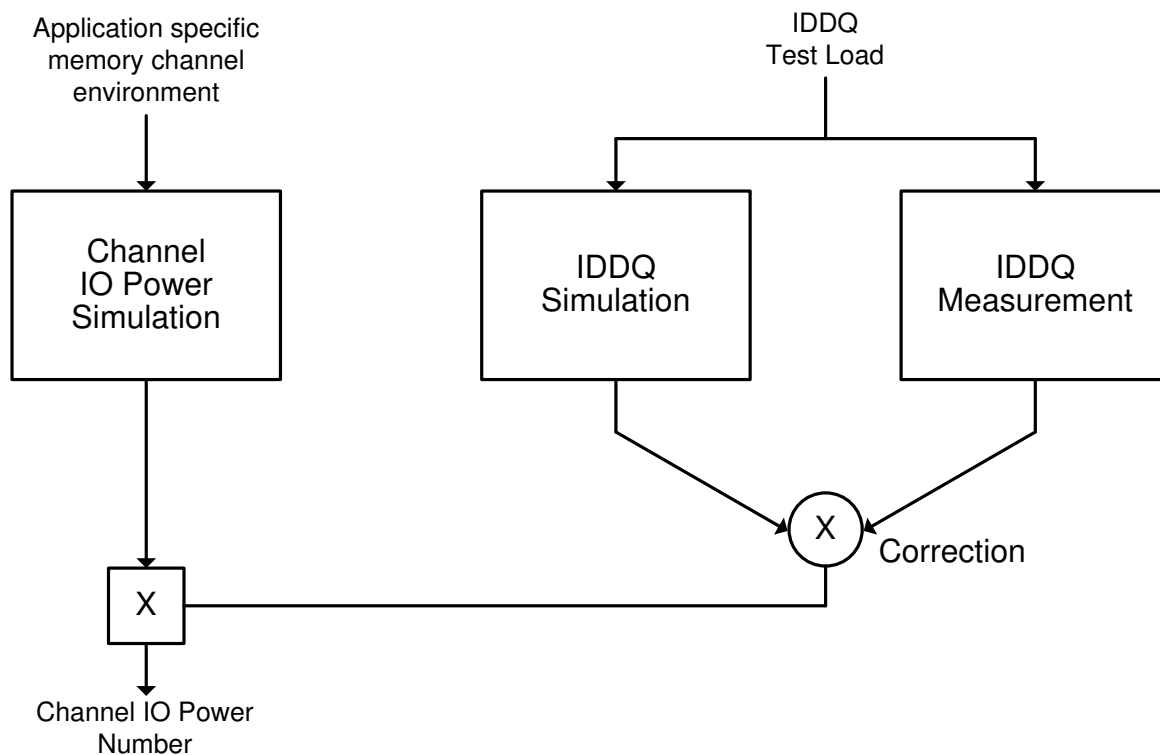 Application specific
memory channel
environment
IDDQ
Test Load
Channel
IO Power
Simulation
IDDQ
Simulation
IDDQ
Measurement
X
Correction
X
Channel IO Power
Number